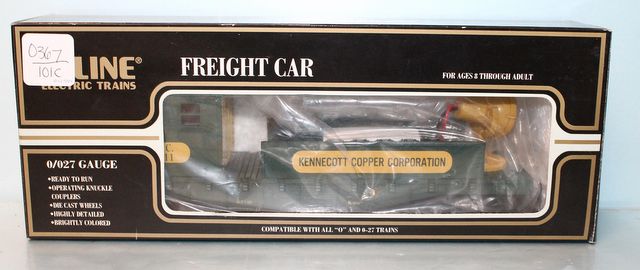 0367
101C
LINE®
ELECTRIC TRAINS
FREIGHT CAR
FOR AGES 8 THROUGH ADULT
KENNECOTT COPPER CORPORATION
0/027 GAUGE
•READY TO RUN
•OPERATING KNUCKLE
COUPLERS
•DIE CAST WHEELS
•HIGHLY DETAILED
•BRIGHTLY COLORED
COMPATIBLE WITH ALL "O" AND 0-27 TRAINS